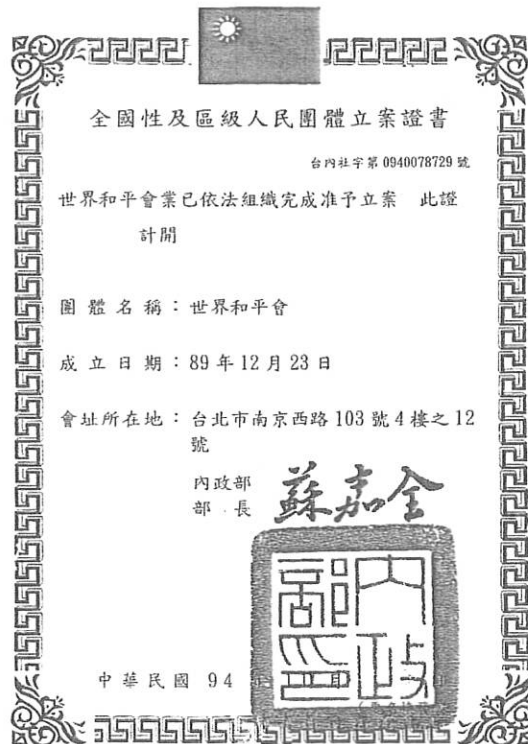 全國性及區級人民團體立案證書
台內社字第 0940078729 號
世界和平會業已依法組織完成准予立案 此證
計開
團體名稱：世界和平會
成立日期：89 年 12 月 23 日
會址所在地：台北市南京西路 103 號 4 樓之 12
號
內政部
部長 蘇嘉全
內政部印
中華民國 94